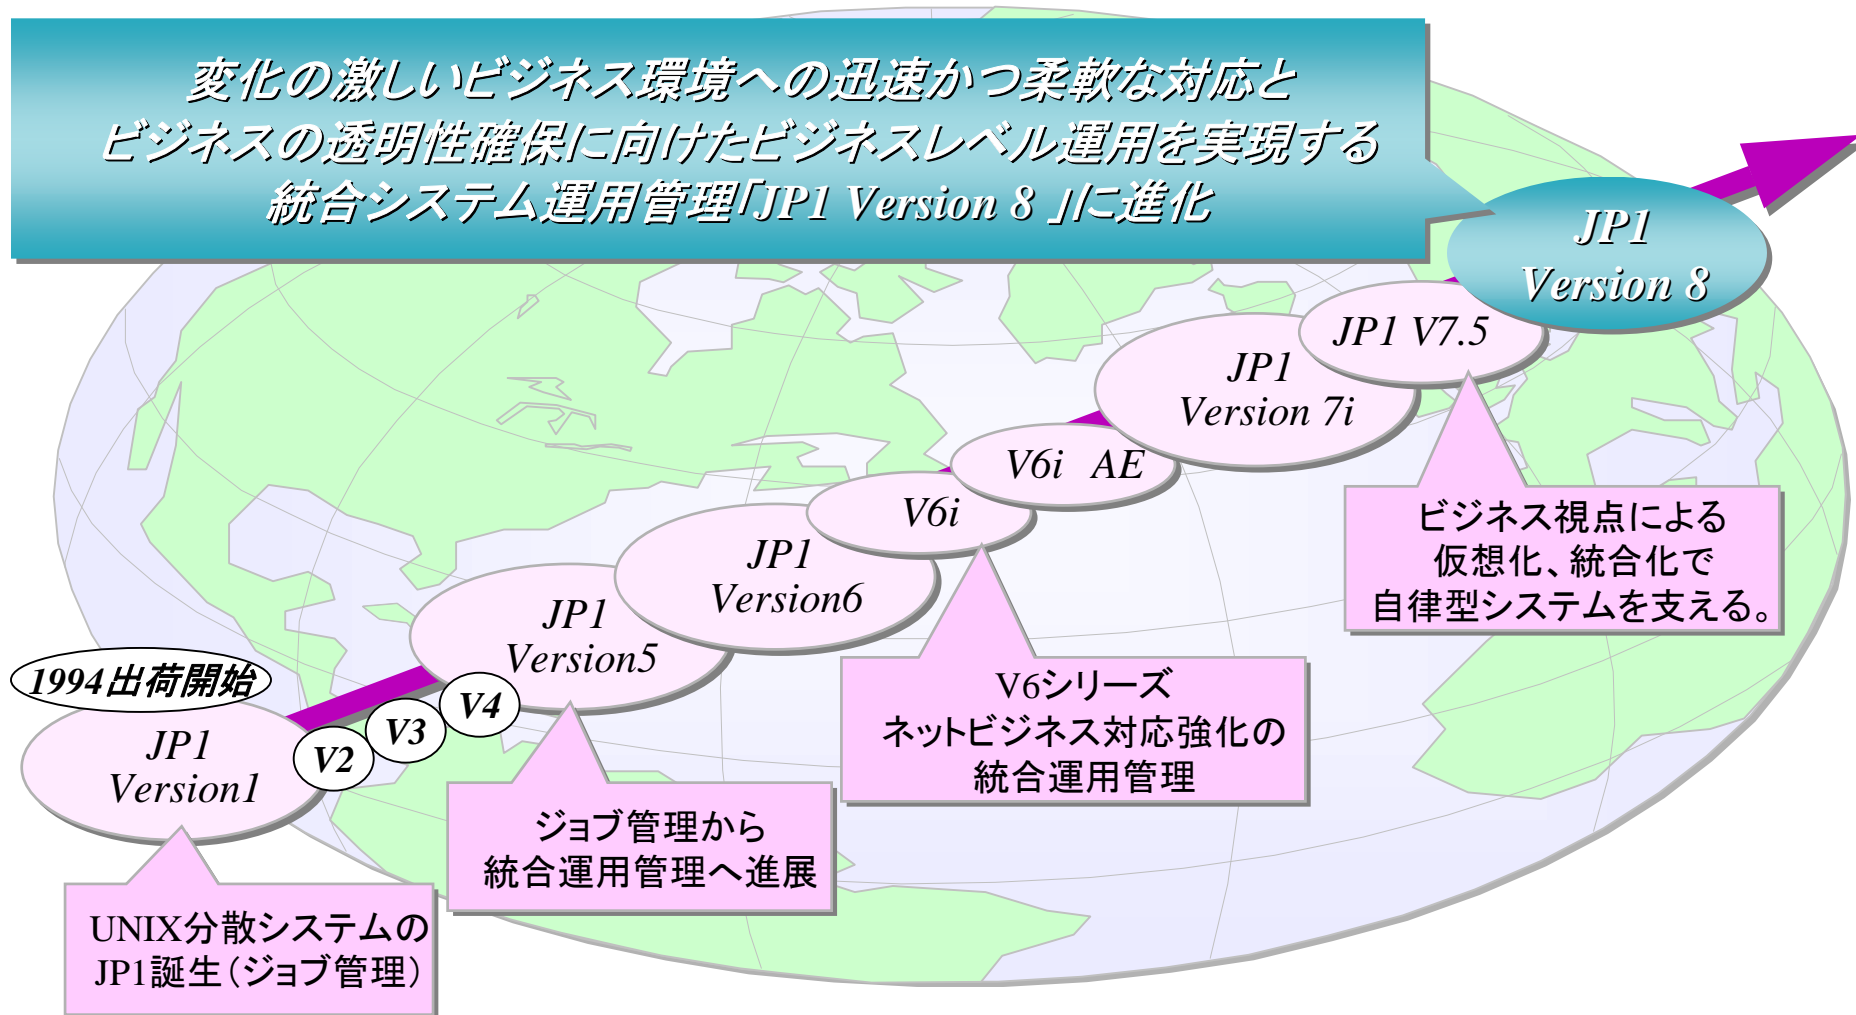 変化の激しいビジネス環境への迅速かつ柔軟な対応と
ビジネスの透明性確保に向けたビジネスレベル運用を実現する
統合システム運用管理「JP1 Version 8 」に進化
JP1
Version 8
JP1 V7.5
JP1
Version 7i
V6i AE
V6i
JP1
Version6
JP1
Version5
V4
V3
V2
1994出荷開始
JP1
Version1
ビジネス視点による
仮想化、統合化で
自律型システムを支える。
V6シリーズ
ネットビジネス対応強化の
統合運用管理
ジョブ管理から
統合運用管理へ進展
UNIX分散システムの
JP1誕生（ジョブ管理）